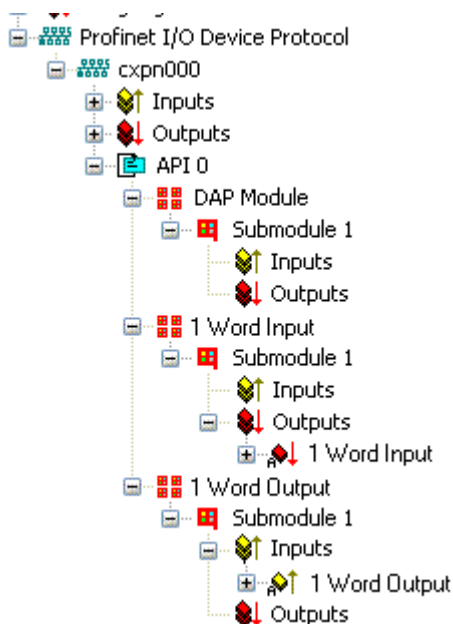 Profinet I/O Device Protocol
cxpn000
Inputs
Outputs
API 0
DAP Module
Submodule 1
Inputs
Outputs
1 Word Input
Submodule 1
Inputs
Outputs
1 Word Input
1 Word Output
Submodule 1
Inputs
1 Word Output
Outputs